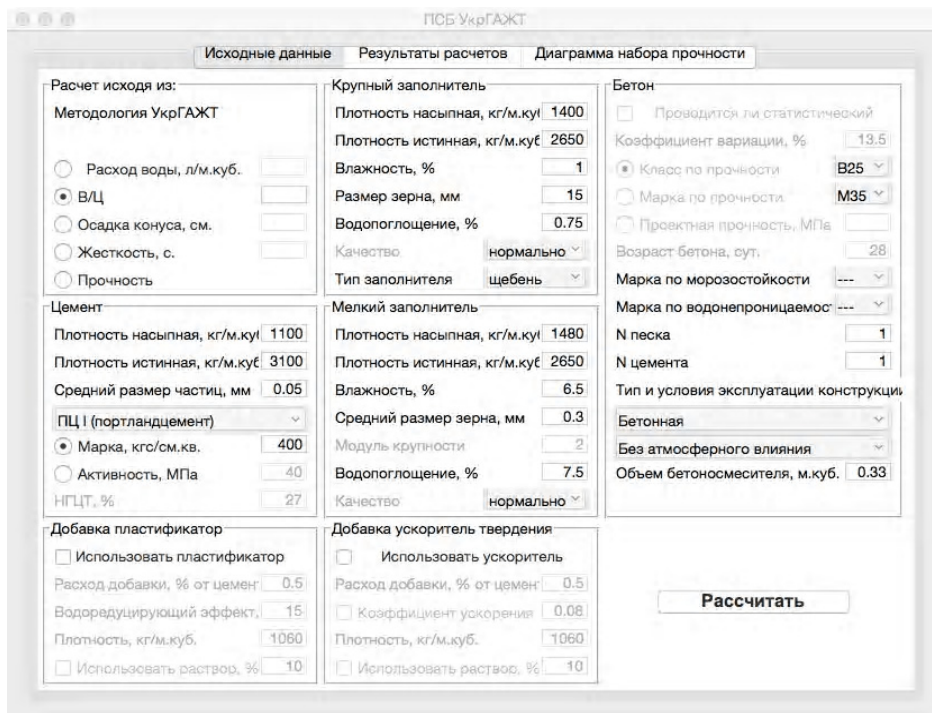 ПСБ УкрГАЖТ
Исходные данные Результаты расчетов Диаграмма набора прочности
Расчет исходя из:
Методология УкрГАЖТ
Расход воды, л/м.куб.
В/Ц
Осадка конуса, см.
Жесткость, с.
Прочность
Цемент
Плотность насыпная, кг/м.куб 1100
Плотность истинная, кг/м.куб 3100
Средний размер частиц, мм 0.05
ПЦ I (портландцемент)
Марка, кгс/см.кв. 400
Активность, МПа 40
НГЦТ, % 27
Добавка пластификатор
Использовать пластификатор
Расход добавки, % от цемент 0.5
Водоредуцирующий эффект, 15
Плотность, кг/м.куб. 1060
Использовать раствор, % 10
Крупный заполнитель
Плотность насыпная, кг/м.куб 1400
Плотность истинная, кг/м.куб 2650
Влажность, % 1
Размер зерна, мм 15
Водопоглощение, % 0.75
Качество нормально
Тип заполнителя щебень
Мелкий заполнитель
Плотность насыпная, кг/м.куб 1480
Плотность истинная, кг/м.куб 2650
Влажность, % 6.5
Средний размер зерна, мм 0.3
Модуль крупности 2
Водопоглощение, % 7.5
Качество нормально
Добавка ускоритель твердения
Использовать ускоритель
Расход добавки, % от цемент 0.5
Коэффициент ускорения 0.08
Плотность, кг/м.куб. 1060
Использовать раствор, % 10
Бетон
Проводится ли статистический
Коэффициент вариации, % 13.5
Класс по прочности B25
Марка по прочности M35
Проектная прочность, МПа
Возраст бетона, сут. 28
Марка по морозостойкости ---
Марка по водонепроницаемос ---
N песка 1
N цемента 1
Тип и условия эксплуатации конструкции
Бетонная
Без атмосферного влияния
Объем бетоносмесителя, м.куб. 0.33
Рассчитать